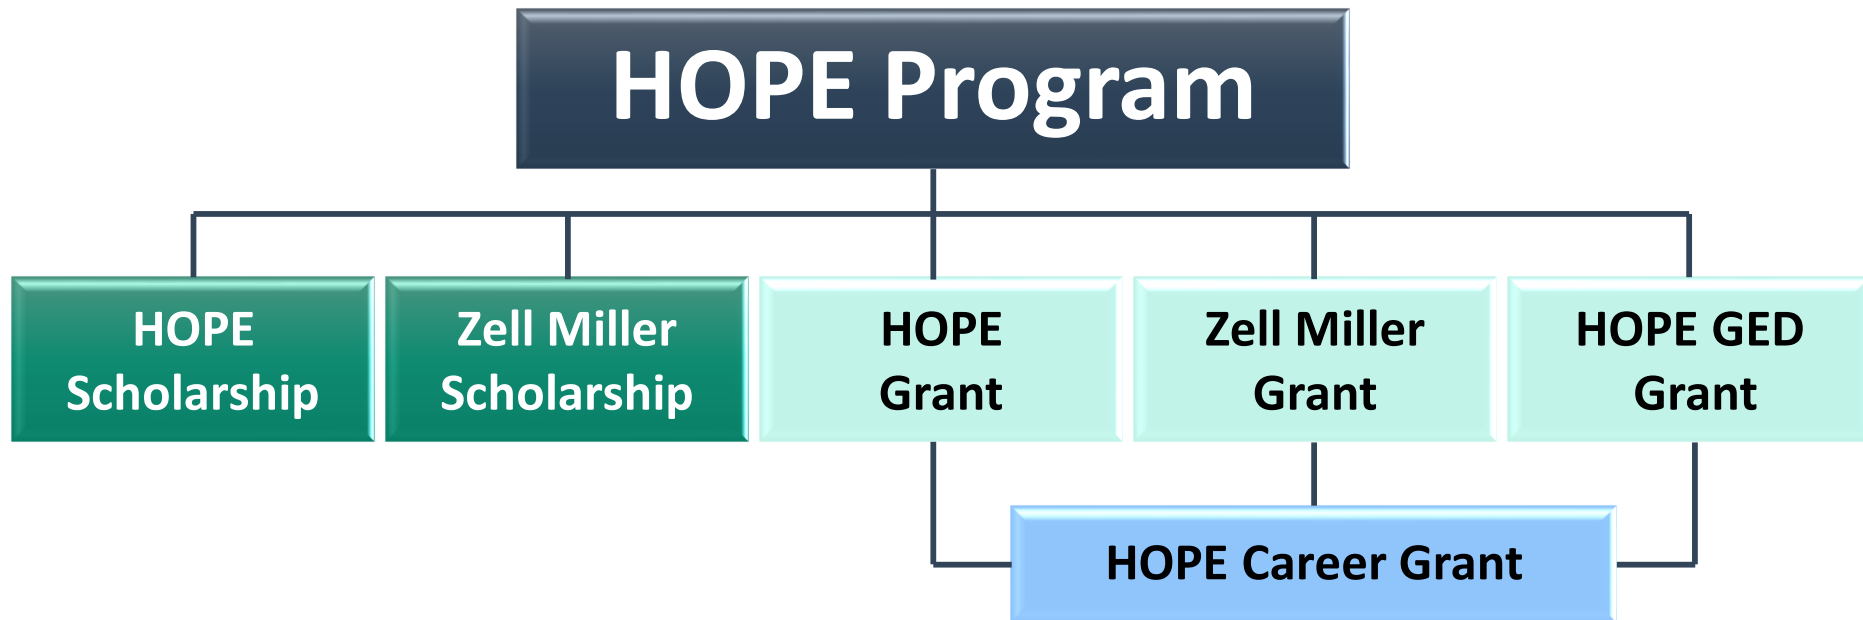 HOPE Program
HOPE
Scholarship
Zell Miller
Scholarship
HOPE
Grant
Zell Miller
Grant
HOPE GED
Grant
HOPE Career Grant